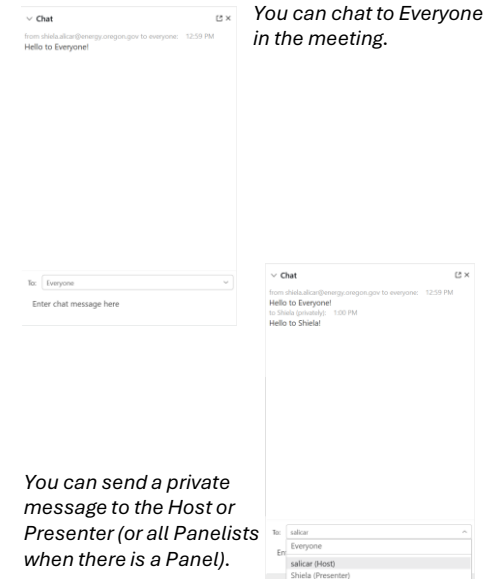 Chat
from shiela.alicar@energy.oregon.gov to everyone: 12:59 PM
Hello to Everyone!
To: Everyone
Enter chat message here
You can chat to Everyone
in the meeting.
Chat
from shiela.alicar@energy.oregon.gov to everyone: 12:59 PM
Hello to Everyone!
to Shiela (privately): 1:00 PM
Hello to Shiela!
To: salicar
Everyone
En
salicar (Host)
Shiela (Presenter)
You can send a private
message to the Host or
Presenter (or all Panelists
when there is a Panel).